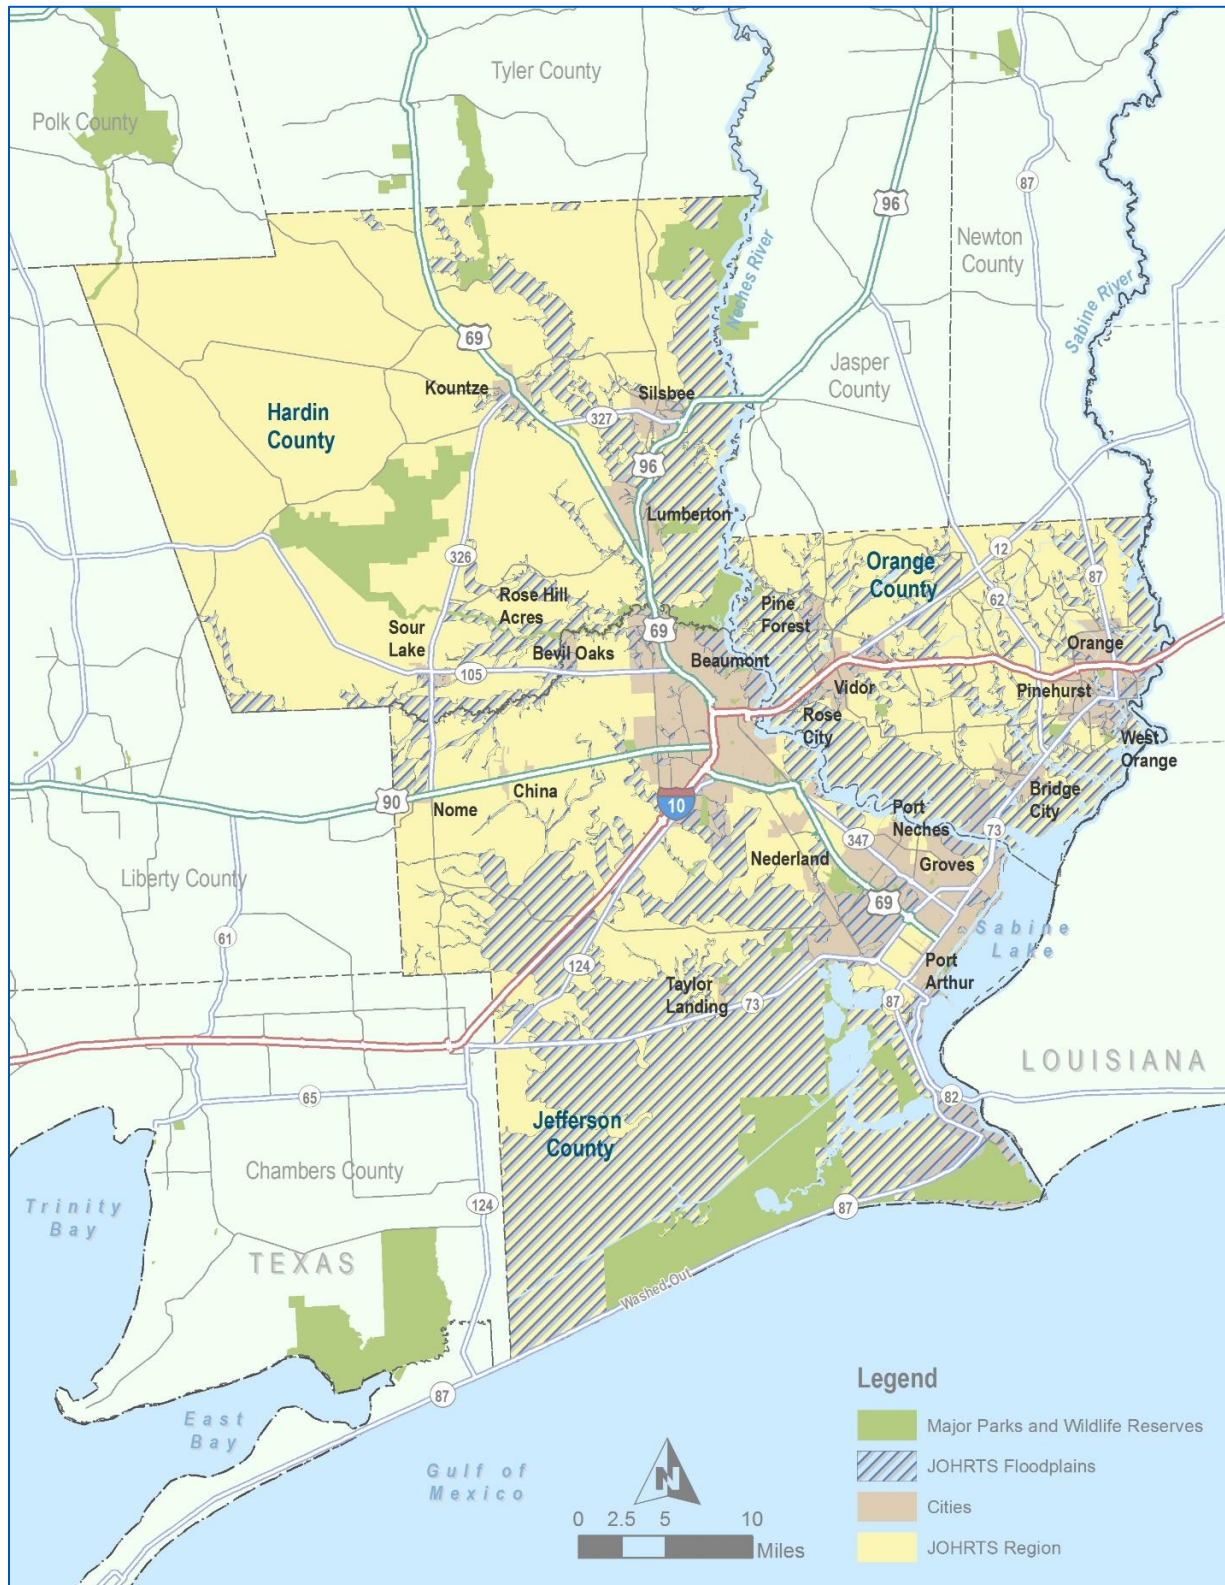 Tyler County
Polk County
87
96
Newton
County
Neches River
Sabine River
69
Jasper
County
Kountze
Silsbee
Hardin
County
327
96
Lumberton
326
12
Orange
County
87
62
Rose Hill
Acres
Pine
Forest
Sour
Lake
69
Orange
Bevil Oaks
Beaumont
105
Vidor
Pinehurst
Rose
City
West
Orange
China
Bridge
City
90
Nome
10
Port
Neches
73
347
Nederland
Groves
Liberty County
69
Sabine
Lake
61
124
Port
Arthur
Taylor
Landing
73
87
LOUISIANA
65
82
Jefferson
County
Chambers County
Trinity
Bay
124
87
TEXAS
Washed Out
Legend
87
Major Parks and Wildlife Reserves
East
Bay
JOHRTS Floodplains
Gulf of
Mexico
N
Cities
0 2.5 5 10
Miles
JOHRTS Region